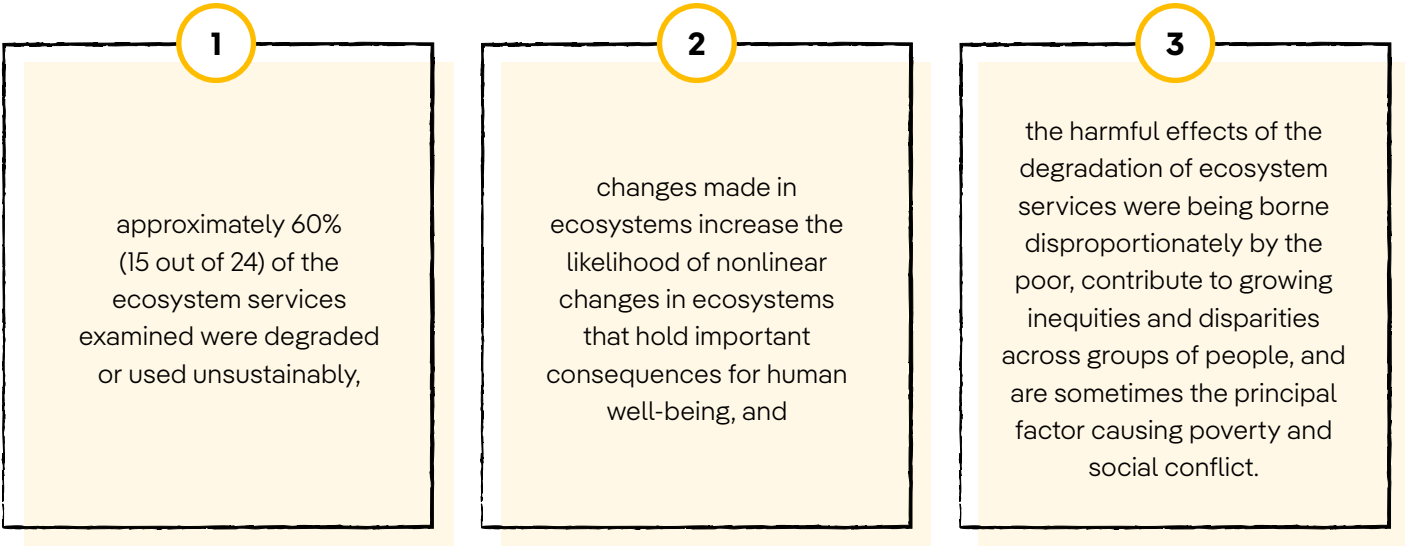 1
approximately 60%
(15 out of 24) of the
ecosystem services
examined were degraded
or used unsustainably,
2
changes made in
ecosystems increase the
likelihood of nonlinear
changes in ecosystems
that hold important
consequences for human
well-being, and
3
the harmful effects of the
degradation of ecosystem
services were being borne
disproportionately by the
poor, contribute to growing
inequities and disparities
across groups of people, and
are sometimes the principal
factor causing poverty and
social conflict.